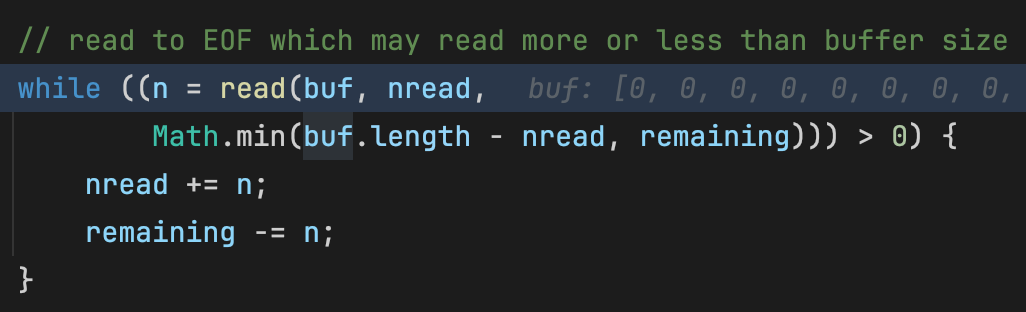 // read to EOF which may read more or less than buffer size
while ((n = read(buf, nread,   buf: [0, 0, 0, 0, 0, 0, 0, 0,
        Math.min(buf.length - nread, remaining))) > 0) {
    nread += n;
    remaining -= n;
}